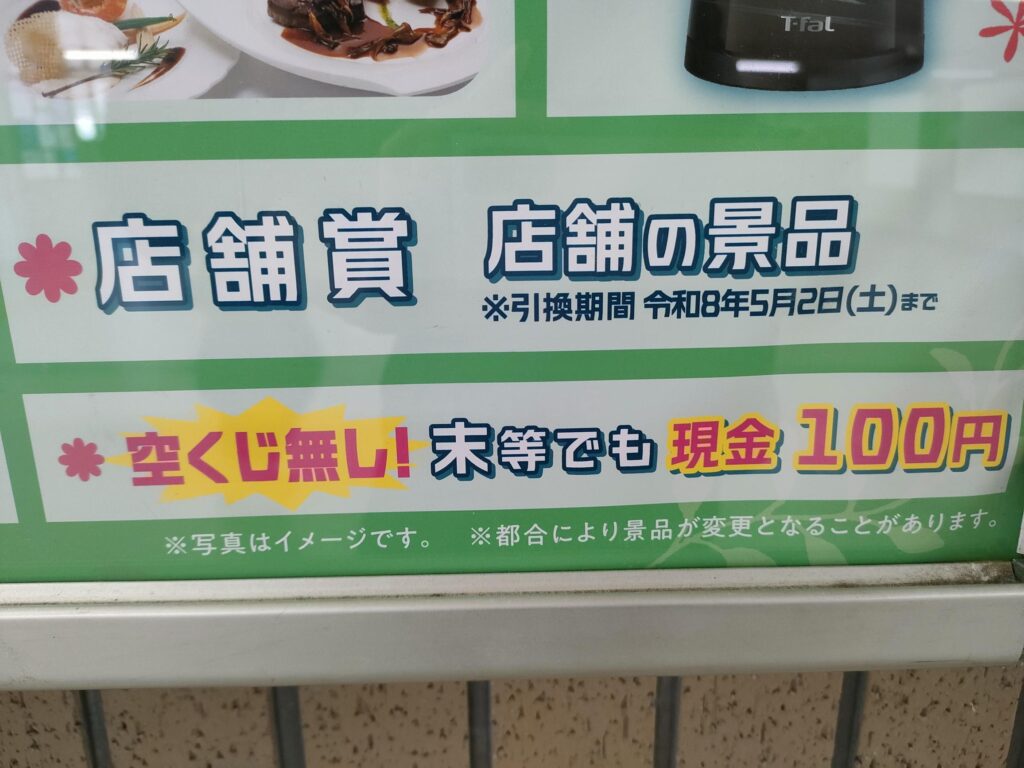 T-faL
店舗賞 店舗の景品
※引換期間 令和8年5月2日(土)まで
空くじ無し! 末等でも 現金 100円
※写真はイメージです。 ※都合により景品が変更となることがあります。